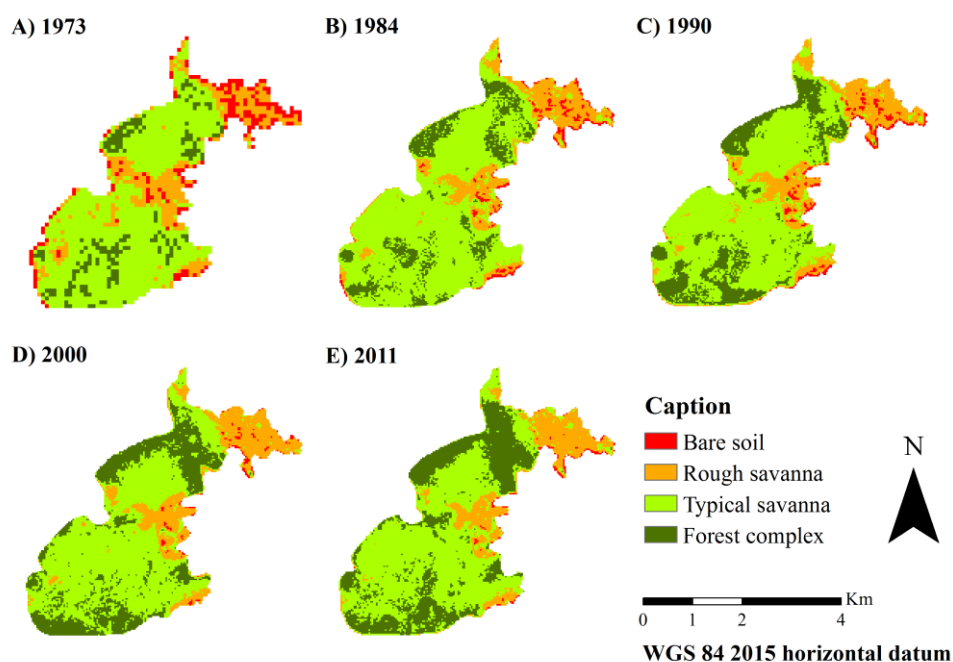 A) 1973
B) 1984
C) 1990
D) 2000
E) 2011
Caption
Bare soil
Rough savanna
Typical savanna
Forest complex
N
Km
0 1 2 4
WGS 84 2015 horizontal datum